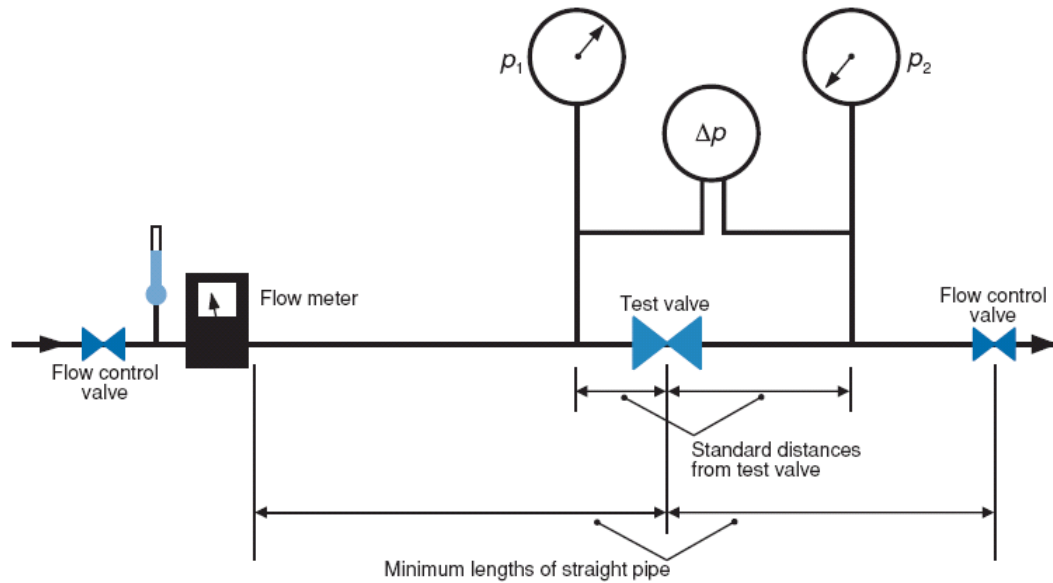 p₁
p₂
Δp
Flow meter
Test valve
Flow control
valve
Flow control
valve
Standard distances
from test valve
Minimum lengths of straight pipe